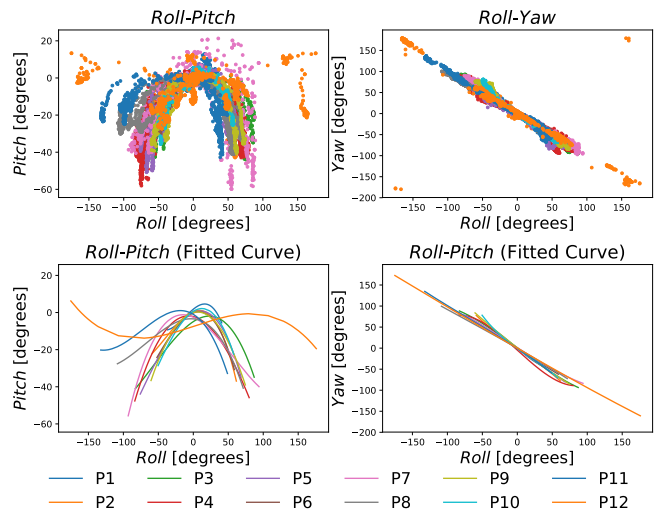 Roll-Pitch
Roll-Yaw
20
0
−20
−40
−60
Pitch [degrees]
−150 −100 −50 0 50 100 150
Roll [degrees]
150
100
50
0
−50
−100
−150
−200
Yaw [degrees]
−150 −100 −50 0 50 100 150
Roll [degrees]
Roll-Pitch (Fitted Curve)
Roll-Pitch (Fitted Curve)
20
0
−20
−40
−60
Pitch [degrees]
−150 −100 −50 0 50 100 150
Roll [degrees]
150
100
50
0
−50
−100
−150
−200
Yaw [degrees]
−150 −100 −50 0 50 100 150
Roll [degrees]
P1 P3 P5 P7 P9 P11
P2 P4 P6 P8 P10 P12